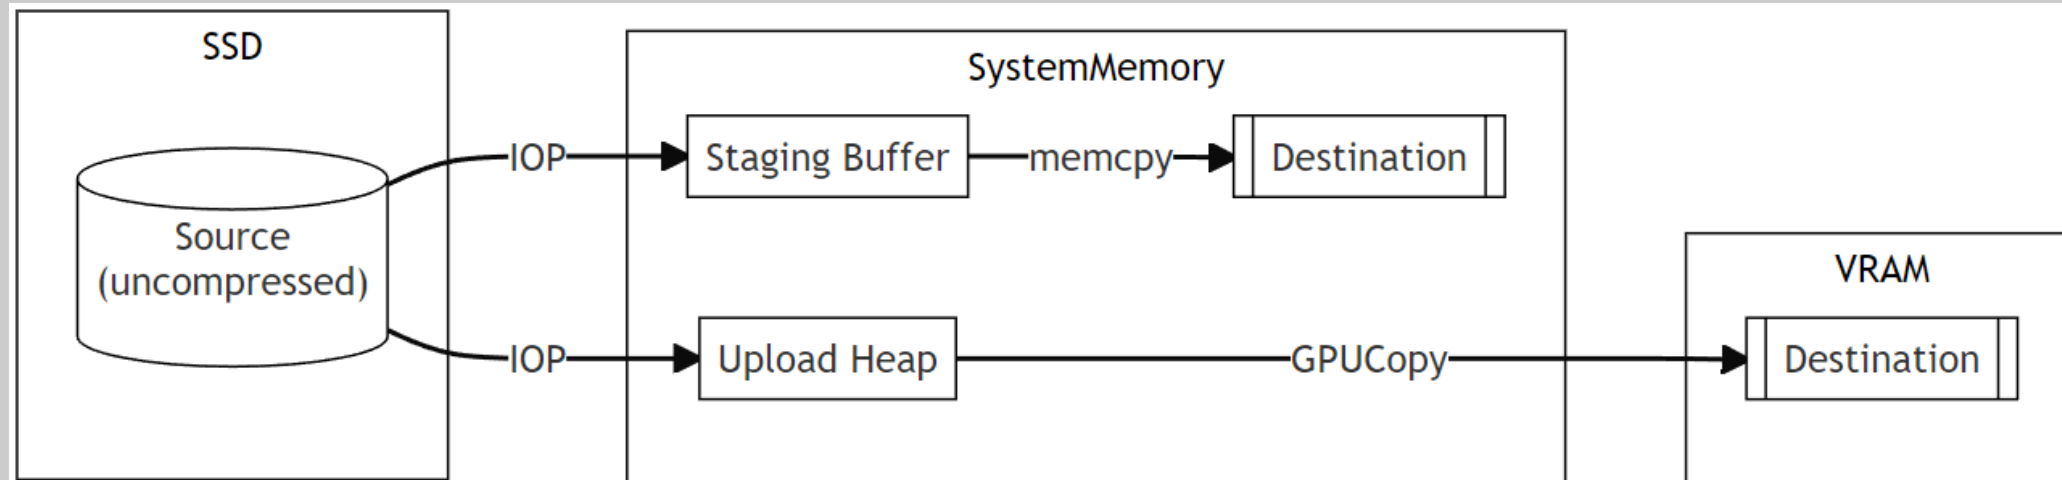 SSD
SystemMemory
IOP
Staging Buffer
memcpy
Destination
Source
(uncompressed)
VRAM
IOP
Upload Heap
GPUCopy
Destination